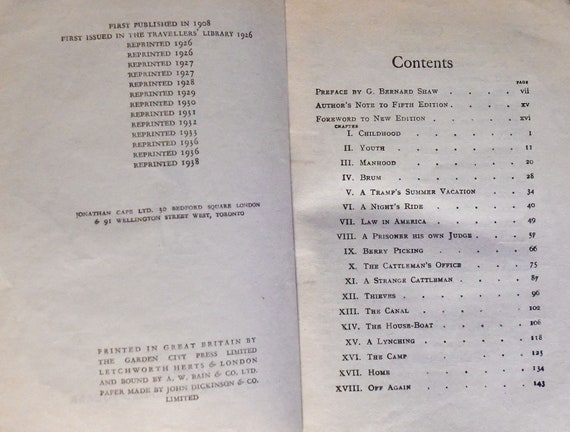 FIRST PUBLISHED IN 1908
FIRST ISSUED IN THE TRAVELLERS' LIBRARY 1926
REPRINTED 1926
REPRINTED 1926
REPRINTED 1927
REPRINTED 1927
REPRINTED 1928
REPRINTED 1929
REPRINTED 1930
REPRINTED 1931
REPRINTED 1932
REPRINTED 1933
REPRINTED 1936
REPRINTED 1936
REPRINTED 1938
JONATHAN CAPE LTD. 30 BEDFORD SQUARE LONDON
& 91 WELLINGTON STREET WEST, TORONTO
PRINTED IN GREAT BRITAIN BY
THE GARDEN CITY PRESS LIMITED
LETCHWORTH HERTS & LONDON
AND BOUND BY A. W. BAIN & CO. LTD.
PAPER MADE BY JOHN DICKINSON & CO.
LIMITED
Contents
PAGE
PREFACE BY G. BERNARD SHAW . . . . vii
AUTHOR'S NOTE TO FIFTH EDITION . . . . xv
FOREWORD TO NEW EDITION . . . . . xvi
CHAPTER
I. CHILDHOOD . . . . . . 1
II. YOUTH . . . . . . . 11
III. MANHOOD . . . . . . 20
IV. BRUM . . . . . . . 28
V. A TRAMP'S SUMMER VACATION . . . 34
VI. A NIGHT'S RIDE . . . . . 40
VII. LAW IN AMERICA . . . . . 49
VIII. A PRISONER HIS OWN JUDGE . . . 57
IX. BERRY PICKING . . . . . 66
X. THE CATTLEMAN'S OFFICE . . . . 75
XI. A STRANGE CATTLEMAN . . . . 87
XII. THIEVES . . . . . . 96
XIII. THE CANAL . . . . . . 102
XIV. THE HOUSE-BOAT . . . . . 108
XV. A LYNCHING . . . . . . 118
XVI. THE CAMP . . . . . . 125
XVII. HOME . . . . . . . 134
XVIII. OFF AGAIN . . . . . . 143